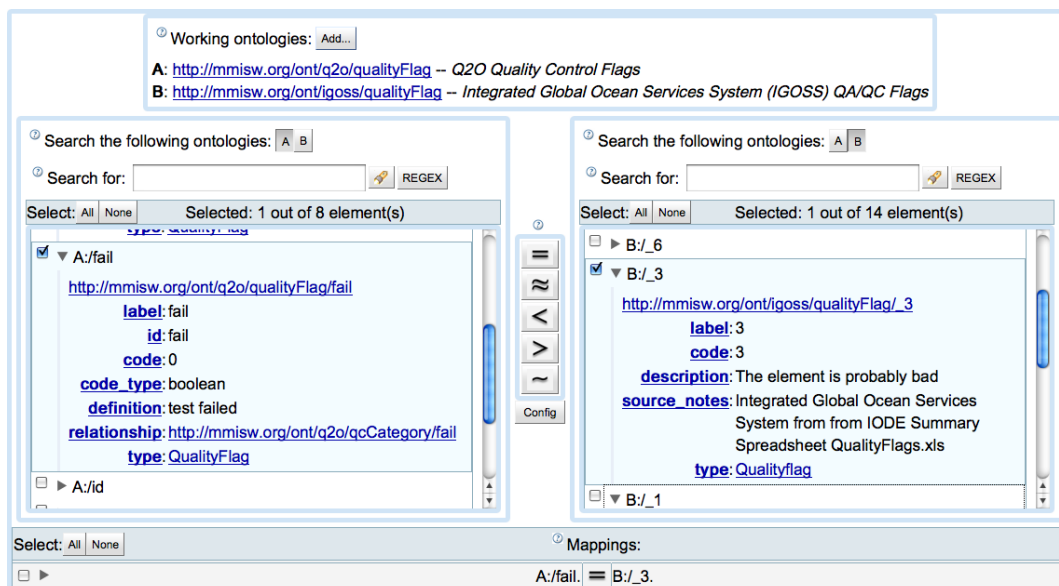 Working ontologies: Add...
A: http://mmisw.org/ont/q2o/qualityFlag -- Q2O Quality Control Flags
B: http://mmisw.org/ont/igoss/qualityFlag -- Integrated Global Ocean Services System (IGOSS) QA/QC Flags
Search the following ontologies: A B
Search for: REGEX
Select: All None Selected: 1 out of 8 element(s)
type: QualityFlag
A:/fail
http://mmisw.org/ont/q2o/qualityFlag/fail
label: fail
id: fail
code: 0
code_type: boolean
definition: test failed
relationship: http://mmisw.org/ont/q2o/qcCategory/fail
type: QualityFlag
A:/id
=
≈
<
>
~
Config
Search the following ontologies: A B
Search for: REGEX
Select: All None Selected: 1 out of 14 element(s)
B:/_6
B:/_3
http://mmisw.org/ont/igoss/qualityFlag/_3
label: 3
code: 3
description: The element is probably bad
source_notes: Integrated Global Ocean Services
System from from IODE Summary
Spreadsheet QualityFlags.xls
type: Qualityflag
B:/_1
Select: All None Mappings:
A:/fail. = B:/_3.